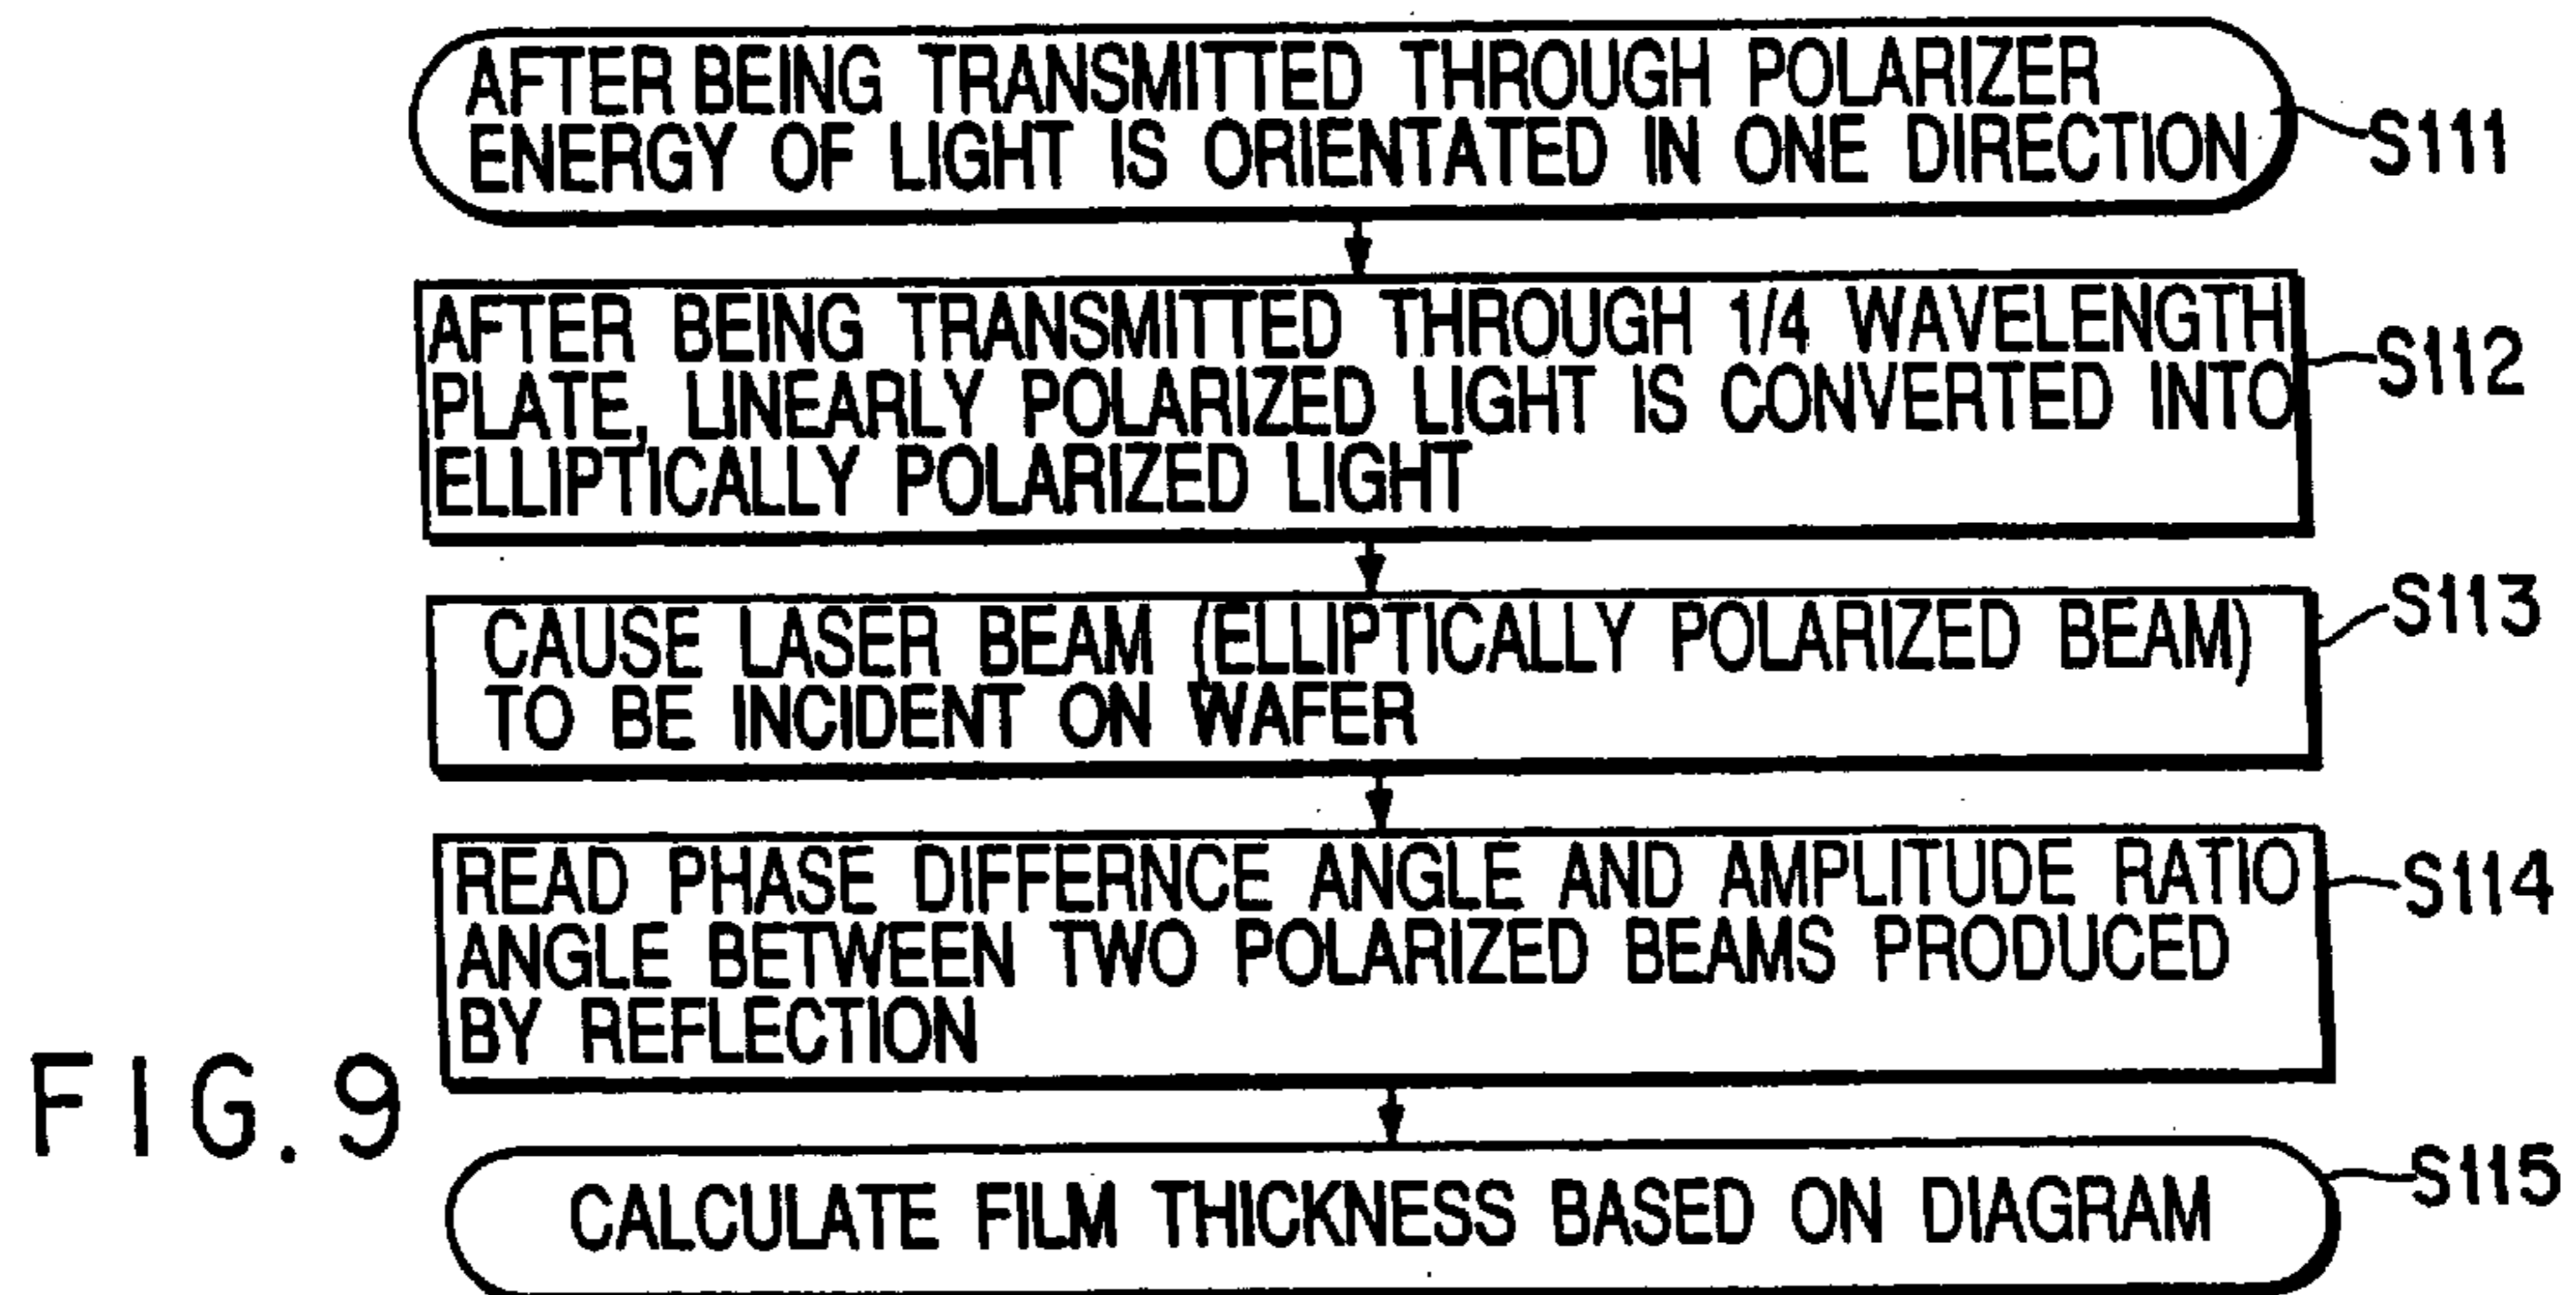 AFTER BEING TRANSMITTED THROUGH POLARIZER
ENERGY OF LIGHT IS ORIENTATED IN ONE DIRECTION
S111
AFTER BEING TRANSMITTED THROUGH 1/4 WAVELENGTH
PLATE, LINEARLY POLARIZED LIGHT IS CONVERTED INTO
ELLIPTICALLY POLARIZED LIGHT
S112
CAUSE LASER BEAM (ELLIPTICALLY POLARIZED BEAM)
TO BE INCIDENT ON WAFER
S113
READ PHASE DIFFERNCE ANGLE AND AMPLITUDE RATIO
ANGLE BETWEEN TWO POLARIZED BEAMS PRODUCED
BY REFLECTION
S114
CALCULATE FILM THICKNESS BASED ON DIAGRAM
S115
FIG.9